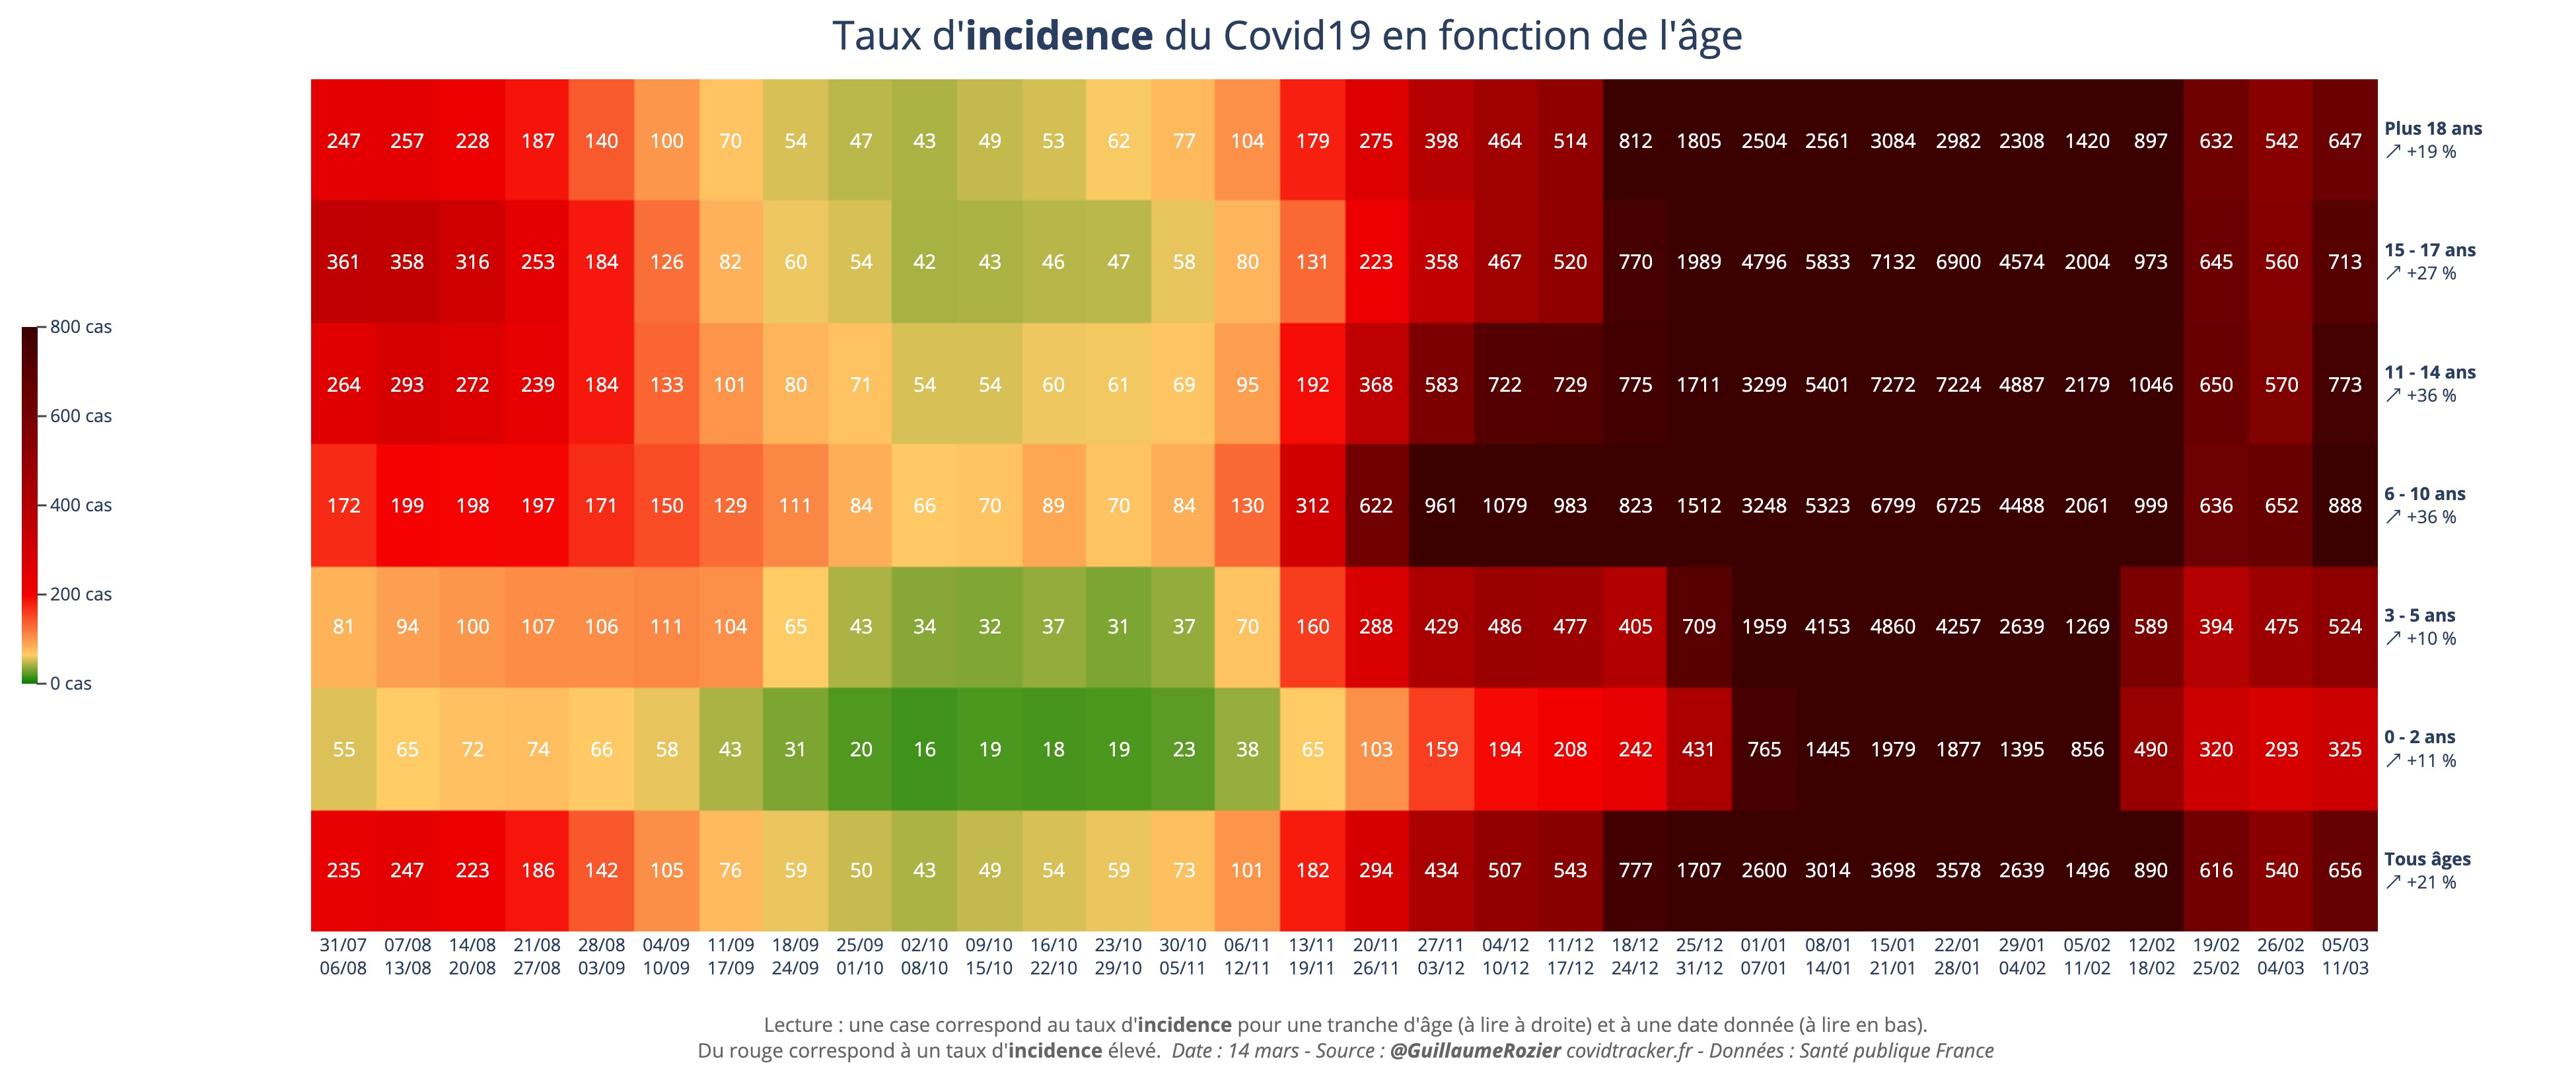 Taux d'incidence du Covid19 en fonction de l'âge
247 257 228 187 140 100 70 54 47 43 49 53 62 77 104 179 275 398 464 514 812 1805 2504 2561 3084 2982 2308 1420 897 632 542 647
Plus 18 ans
↗ +19 %
361 358 316 253 184 126 82 60 54 42 43 46 47 58 80 131 223 358 467 520 770 1989 4796 5833 7132 6900 4574 2004 973 645 560 713
15 - 17 ans
↗ +27 %
800 cas
600 cas
400 cas
200 cas
0 cas
264 293 272 239 184 133 101 80 71 54 54 60 61 69 95 192 368 583 722 729 775 1711 3299 5401 7272 7224 4887 2179 1046 650 570 773
11 - 14 ans
↗ +36 %
172 199 198 197 171 150 129 111 84 66 70 89 70 84 130 312 622 961 1079 983 823 1512 3248 5323 6799 6725 4488 2061 999 636 652 888
6 - 10 ans
↗ +36 %
81 94 100 107 106 111 104 65 43 34 32 37 31 37 70 160 288 429 486 477 405 709 1959 4153 4860 4257 2639 1269 589 394 475 524
3 - 5 ans
↗ +10 %
55 65 72 74 66 58 43 31 20 16 19 18 19 23 38 65 103 159 194 208 242 431 765 1445 1979 1877 1395 856 490 320 293 325
0 - 2 ans
↗ +11 %
235 247 223 186 142 105 76 59 50 43 49 54 59 73 101 182 294 434 507 543 777 1707 2600 3014 3698 3578 2639 1496 890 616 540 656
Tous âges
↗ +21 %
31/07 07/08 14/08 21/08 28/08 04/09 11/09 18/09 25/09 02/10 09/10 16/10 23/10 30/10 06/11 13/11 20/11 27/11 04/12 11/12 18/12 25/12 01/01 08/01 15/01 22/01 29/01 05/02 12/02 19/02 26/02 05/03
06/08 13/08 20/08 27/08 03/09 10/09 17/09 24/09 01/10 08/10 15/10 22/10 29/10 05/11 12/11 19/11 26/11 03/12 10/12 17/12 24/12 31/12 07/01 14/01 21/01 28/01 04/02 11/02 18/02 25/02 04/03 11/03
Lecture : une case correspond au taux d'incidence pour une tranche d'âge (à lire à droite) et à une date donnée (à lire en bas).
Du rouge correspond à un taux d'incidence élevé. Date : 14 mars - Source : @GuillaumeRozier covidtracker.fr - Données : Santé publique France